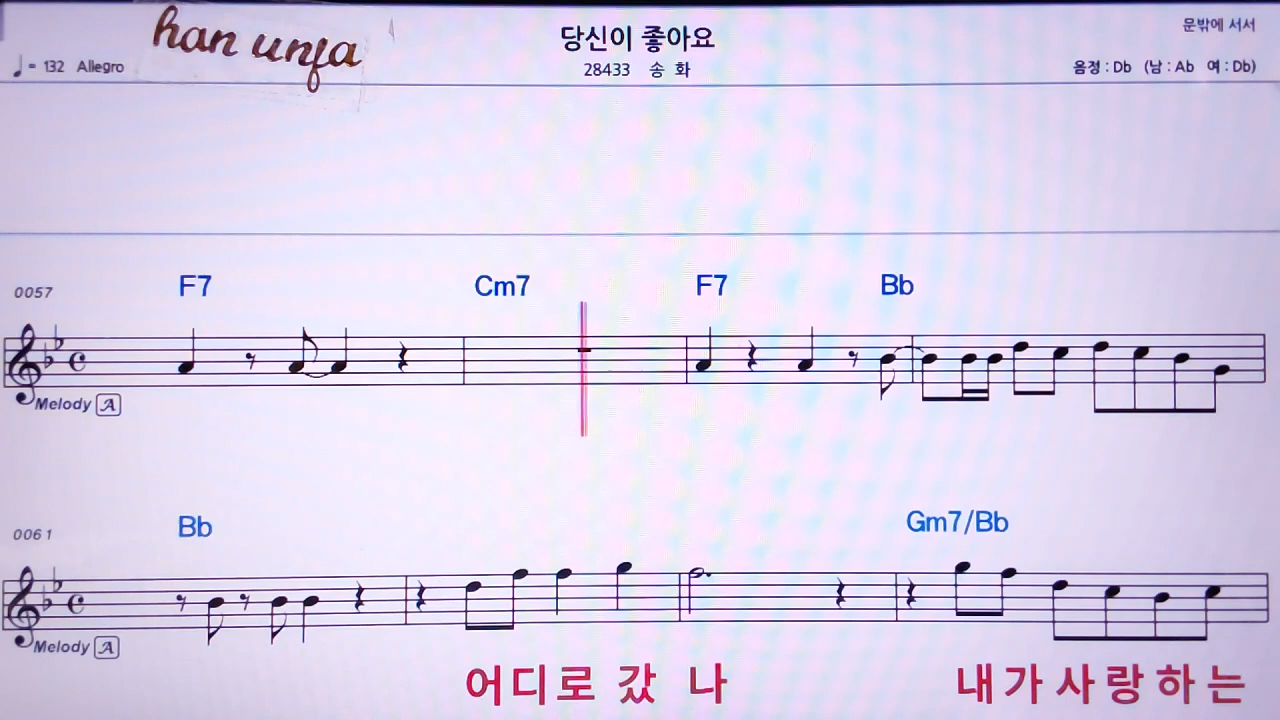 han unfa
당신이 좋아요
문밖에 서서
♩= 132 Allegro
28433 송 화
음정 : Db (남 : Ab 여 : Db)
0057
F7 Cm7 F7 Bb
Melody A
0061
Bb Gm7/Bb
Melody A
어디로 갔 나 내가 사 랑 하 는